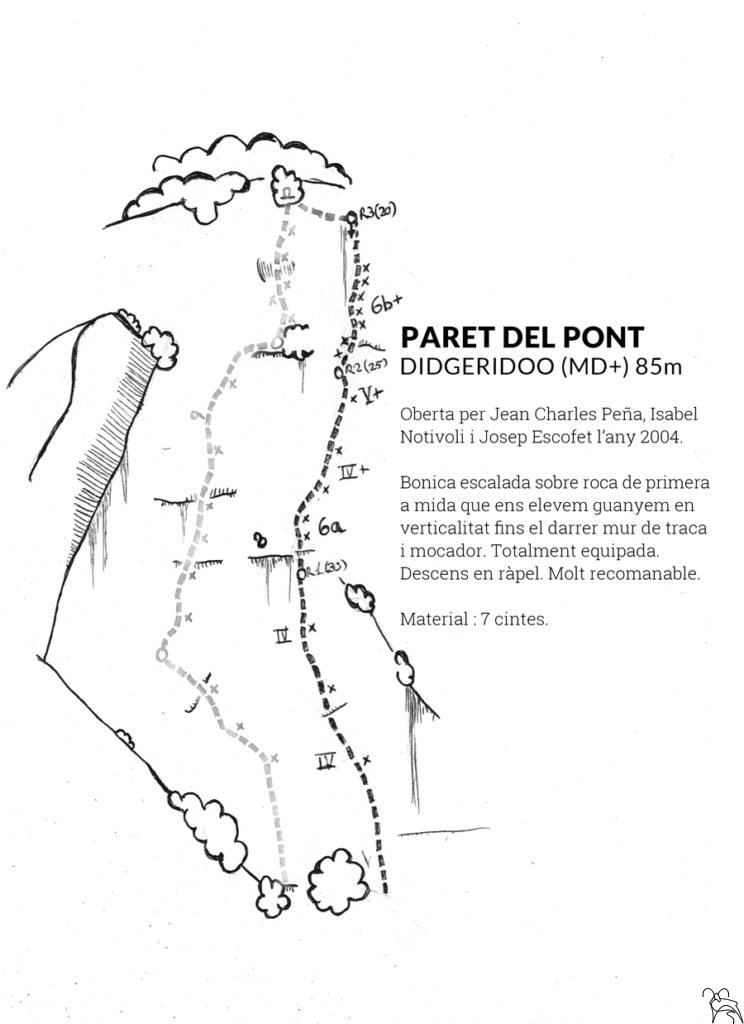 R3(20)
6b+
PARET DEL PONT
DIDGERIDOO (MD+) 85m
R2(25)
V+
Oberta per Jean Charles Peña, Isabel
Notivoli i Josep Escofet l’any 2004.
IV+
Bonica escalada sobre roca de primera
a mida que ens elevem guanyem en
verticalitat fins el darrer mur de traca
i mocador. Totalment equipada.
Descens en ràpel. Molt recomanable.
6a
R1(30)
Material : 7 cintes.
IV
IV